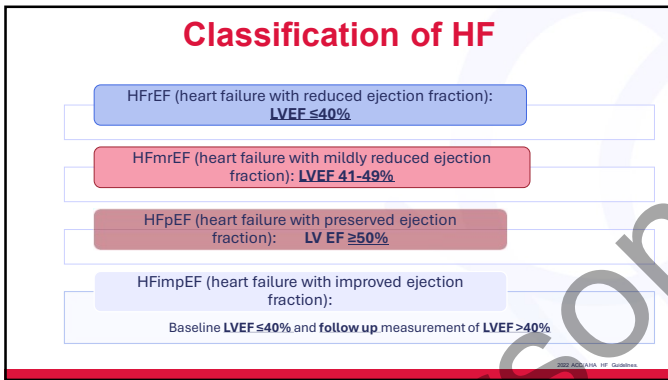 Classification of HF
HFrEF (heart failure with reduced ejection fraction):
LVEF ≤40%
HFmrEF (heart failure with mildly reduced ejection
fraction): LVEF 41-49%
HFpEF (heart failure with preserved ejection
fraction): LV EF ≥50%
HFimpEF (heart failure with improved ejection
fraction):
Baseline LVEF≤40% and follow up measurement of LVEF >40%
2022 ACC/AHA HF Guidelines